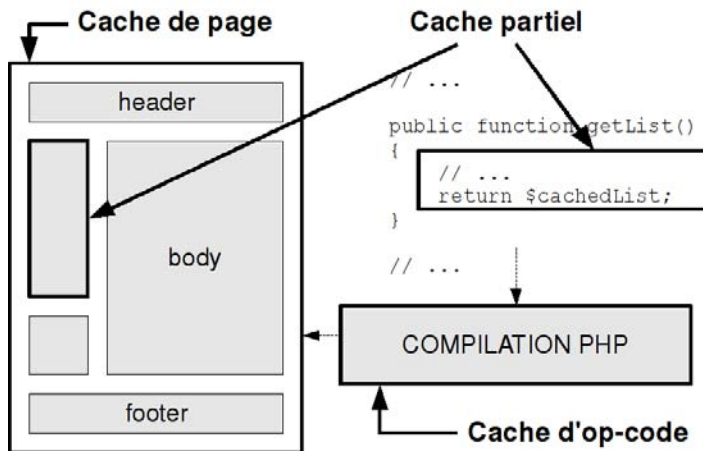 Cache de page
Cache partiel
header
body
footer
// ...
public function getList()
{
// ...
return $cachedList;
}
// ...
COMPILATION PHP
Cache d'op-code